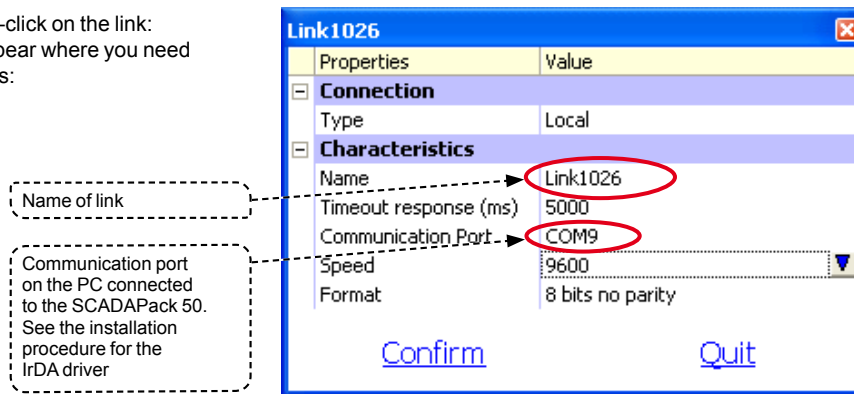 -click on the link:
pear where you need
s:
Name of link
Communication port
on the PC connected
to the SCADAPack 50.
See the installation
procedure for the
IrDA driver
Link1026
Properties Value
Connection
Type Local
Characteristics
Name Link1026
Timeout response (ms) 5000
Communication Port COM9
Speed 9600
Format 8 bits no parity
Confirm Quit